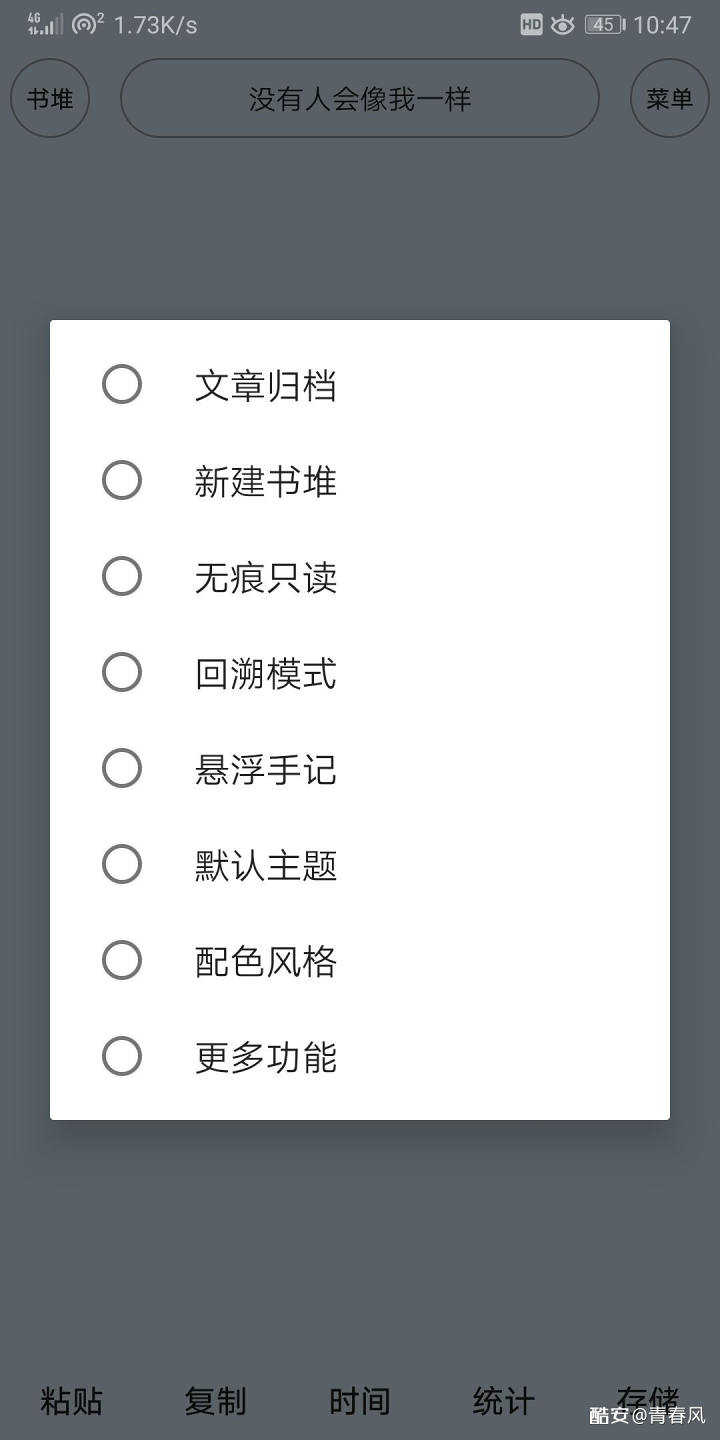 4G 2 1.73K/s HD 45 10:47
书堆 没有人会像我一样 菜单
文章归档
新建书堆
无痕只读
回溯模式
悬浮手记
默认主题
配色风格
更多功能
粘贴 复制 时间 统计 存储
酷安@青春风